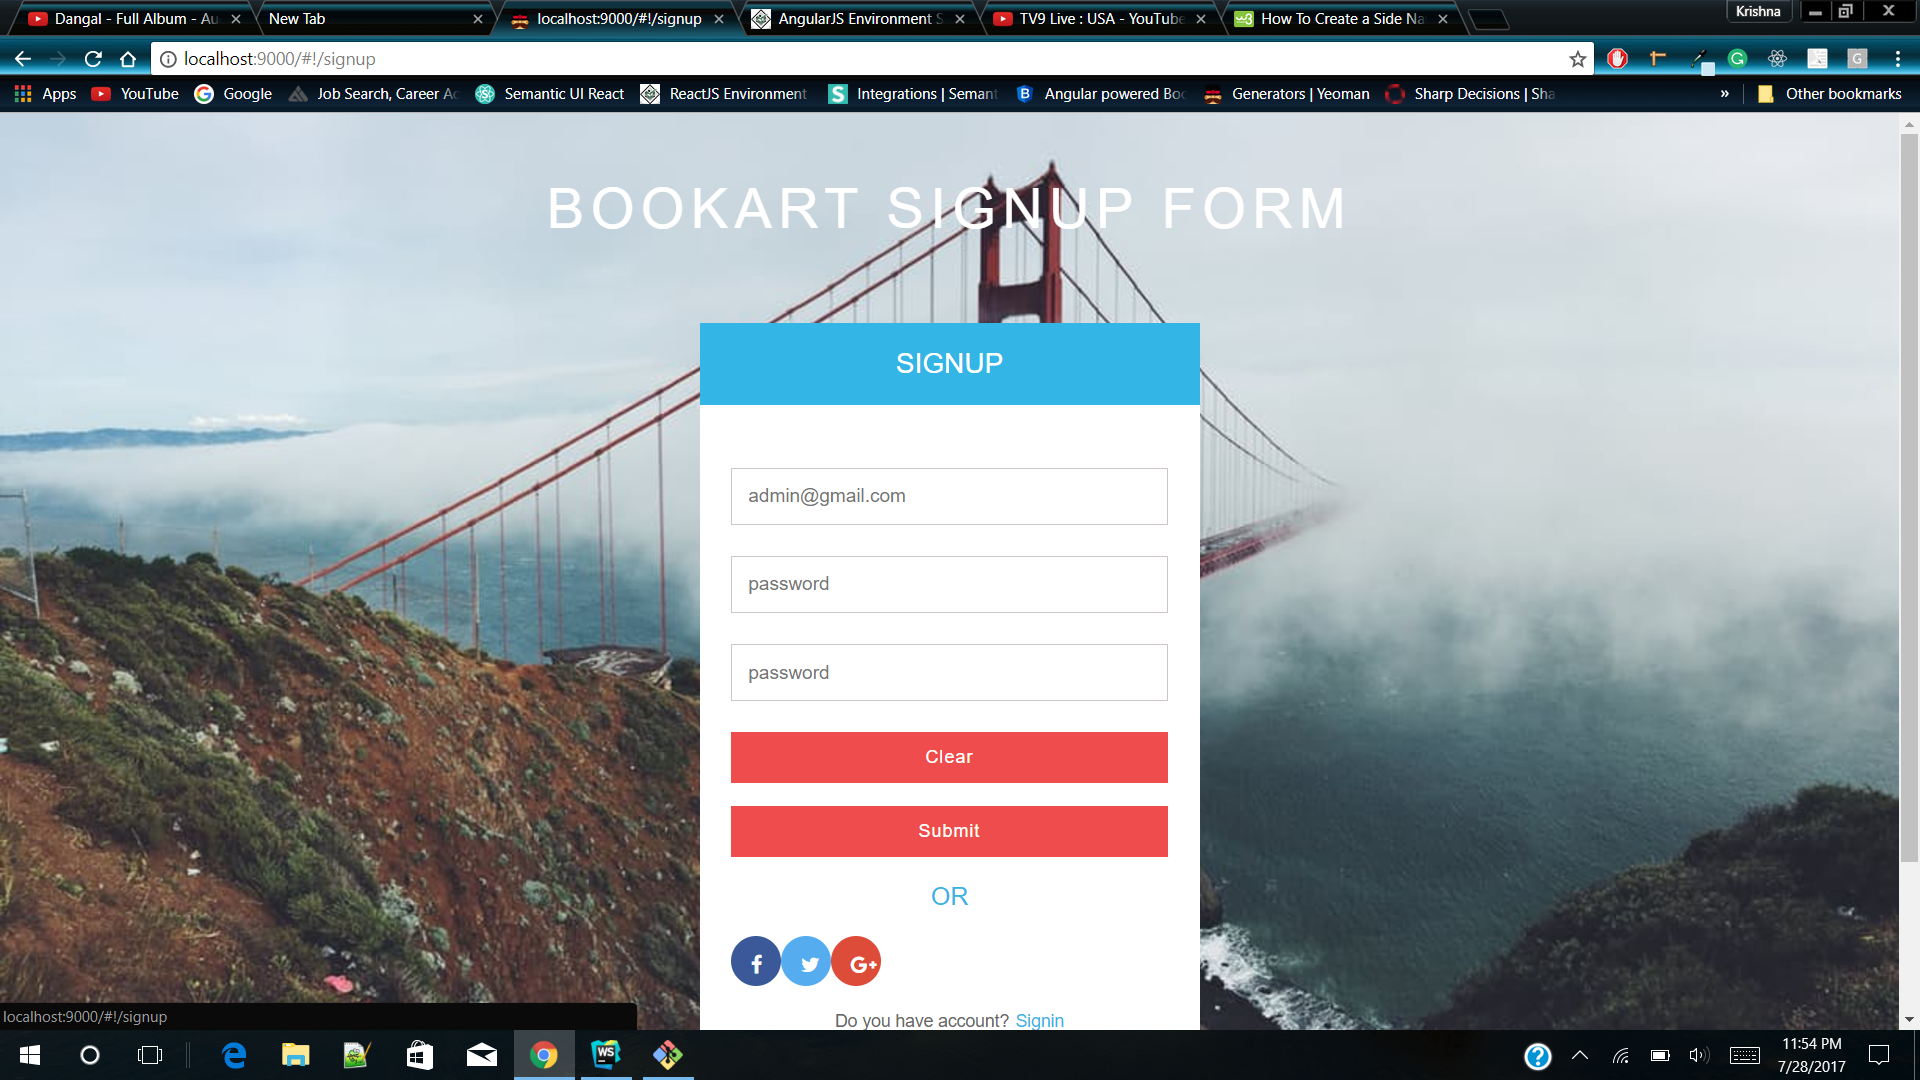 Dangal - Full Album - Au
New Tab
localhost:9000/#!/signup
AngularJS Environment S
TV9 Live : USA - YouTube
How To Create a Side Na
Krishna
localhost:9000/#!/signup
Apps
YouTube
Google
Job Search, Career Ac
Semantic UI React
ReactJS Environment
Integrations | Semant
Angular powered Boo
Generators | Yeoman
Sharp Decisions | Sha
»
Other bookmarks
BOOKART SIGNUP FORM
SIGNUP
admin@gmail.com
password
password
Clear
Submit
OR
f
G+
Do you have account? Signin
localhost:9000/#!/signup
WS
11:54 PM
7/28/2017